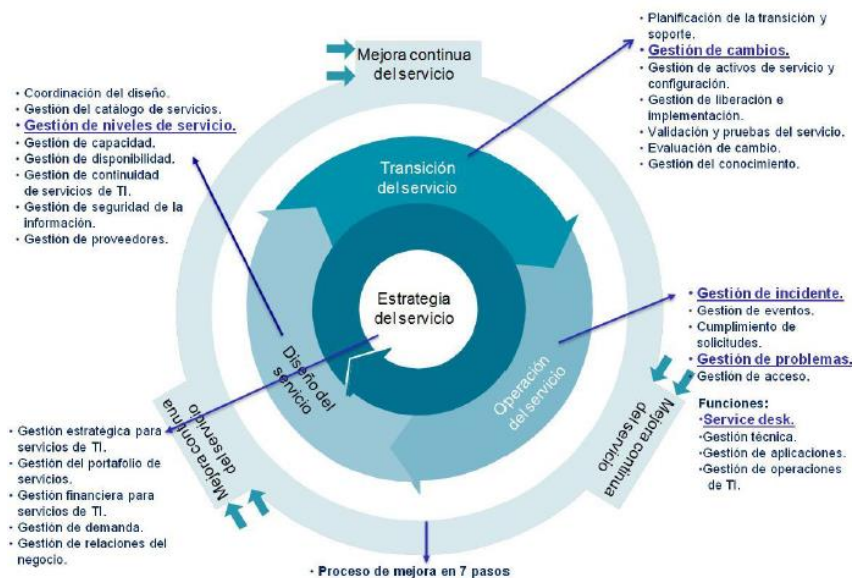 Mejora continua
del servicio
• Planificación de la transición y
soporte.
• Gestión de cambios.
• Gestión de activos de servicio y
configuración.
• Gestión de liberación e
implementación.
• Validación y pruebas del servicio.
• Evaluación de cambio.
• Gestión del conocimiento.
• Coordinación del diseño.
• Gestión del catálogo de servicios.
• Gestión de niveles de servicio.
• Gestión de capacidad.
• Gestión de disponibilidad.
• Gestión de continuidad
de servicios de TI.
• Gestión de seguridad de la
información.
• Gestión de proveedores.
Transición
del servicio
Estrategia
del servicio
Diseño del
servicio
Operación
del servicio
• Gestión de incidente.
• Gestión de eventos.
• Cumplimiento de
solicitudes.
• Gestión de problemas.
• Gestión de acceso.
Funciones:
• Service desk.
• Gestión técnica.
• Gestión de aplicaciones.
• Gestión de operaciones
de TI.
Mejora continua
del servicio
Mejora continua
del servicio
• Gestión estratégica para
servicios de TI.
• Gestión del portafolio de
servicios.
• Gestión financiera para
servicios de TI.
• Gestión de demanda.
• Gestión de relaciones del
negocio.
• Proceso de mejora en 7 pasos